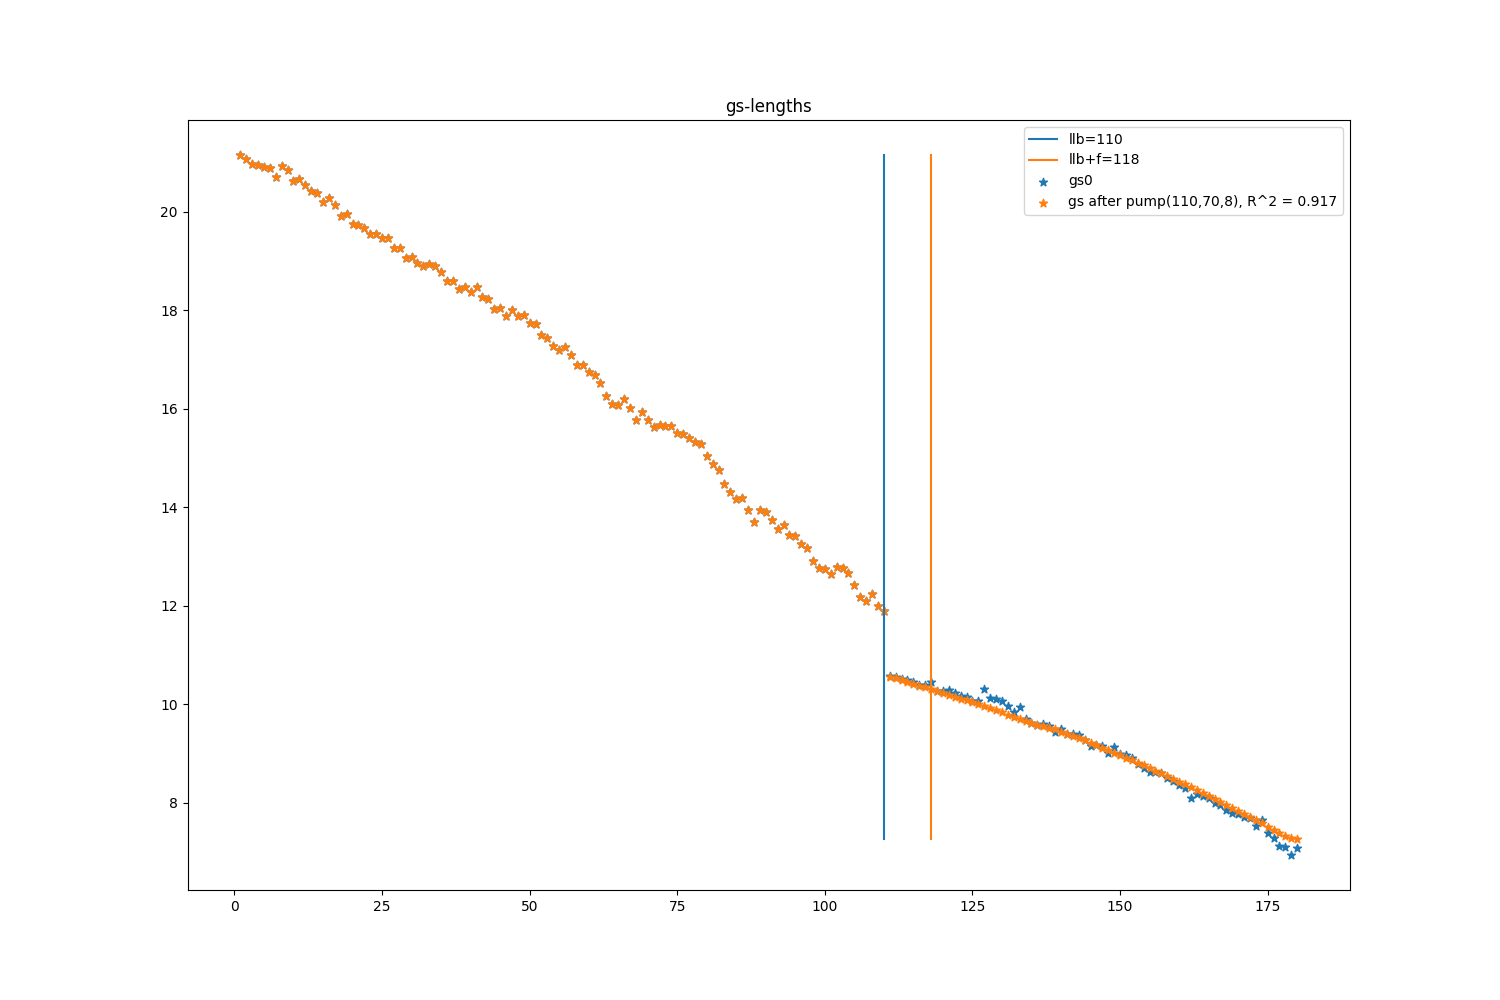 gs-lengths
llb=110
llb+f=118
gs0
gs after pump(110,70,8), R^2 = 0.917
20
18
16
14
12
10
8
0 25 50 75 100 125 150 175